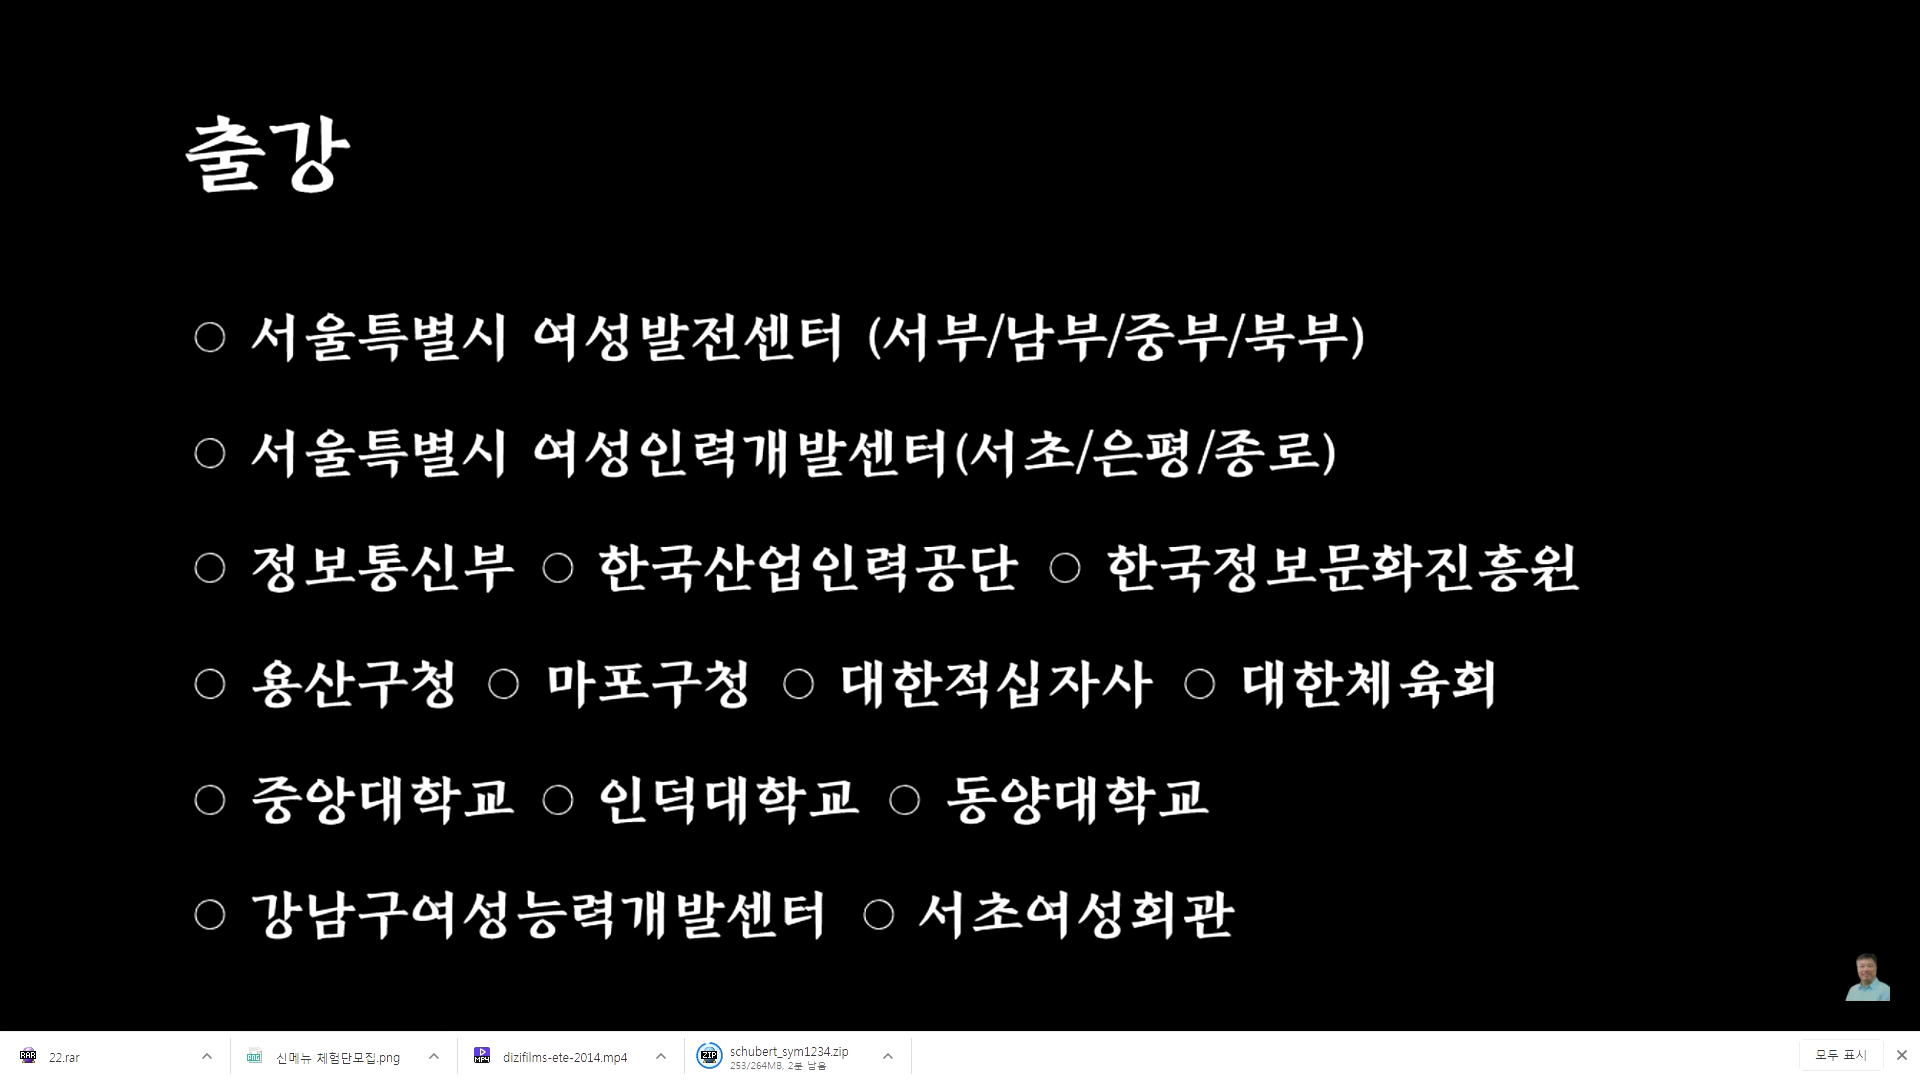 출강
○ 서울특별시 여성발전센터 (서부/남부/중부/북부)
○ 서울특별시 여성인력개발센터(서초/은평/종로)
○ 정보통신부 ○ 한국산업인력공단 ○ 한국정보문화진흥원
○ 용산구청 ○ 마포구청 ○ 대한적십자사 ○ 대한체육회
○ 중앙대학교 ○ 인덕대학교 ○ 동양대학교
○ 강남구여성능력개발센터 ○ 서초여성회관
RAR 22.rar
png 신메뉴 체험단모집.png
MP4 dizifilms-ete-2014.mp4
ZIP schubert_sym1234.zip
253/264MB, 2분 남음
모두 표시